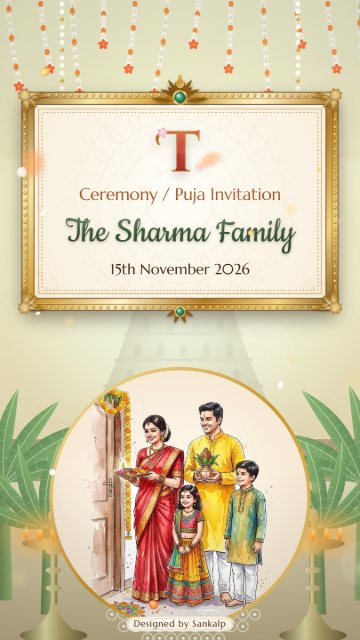 T
Ceremony / Puja Invitation
The Sharma Family
15th November 2026
Designed by Sankalp